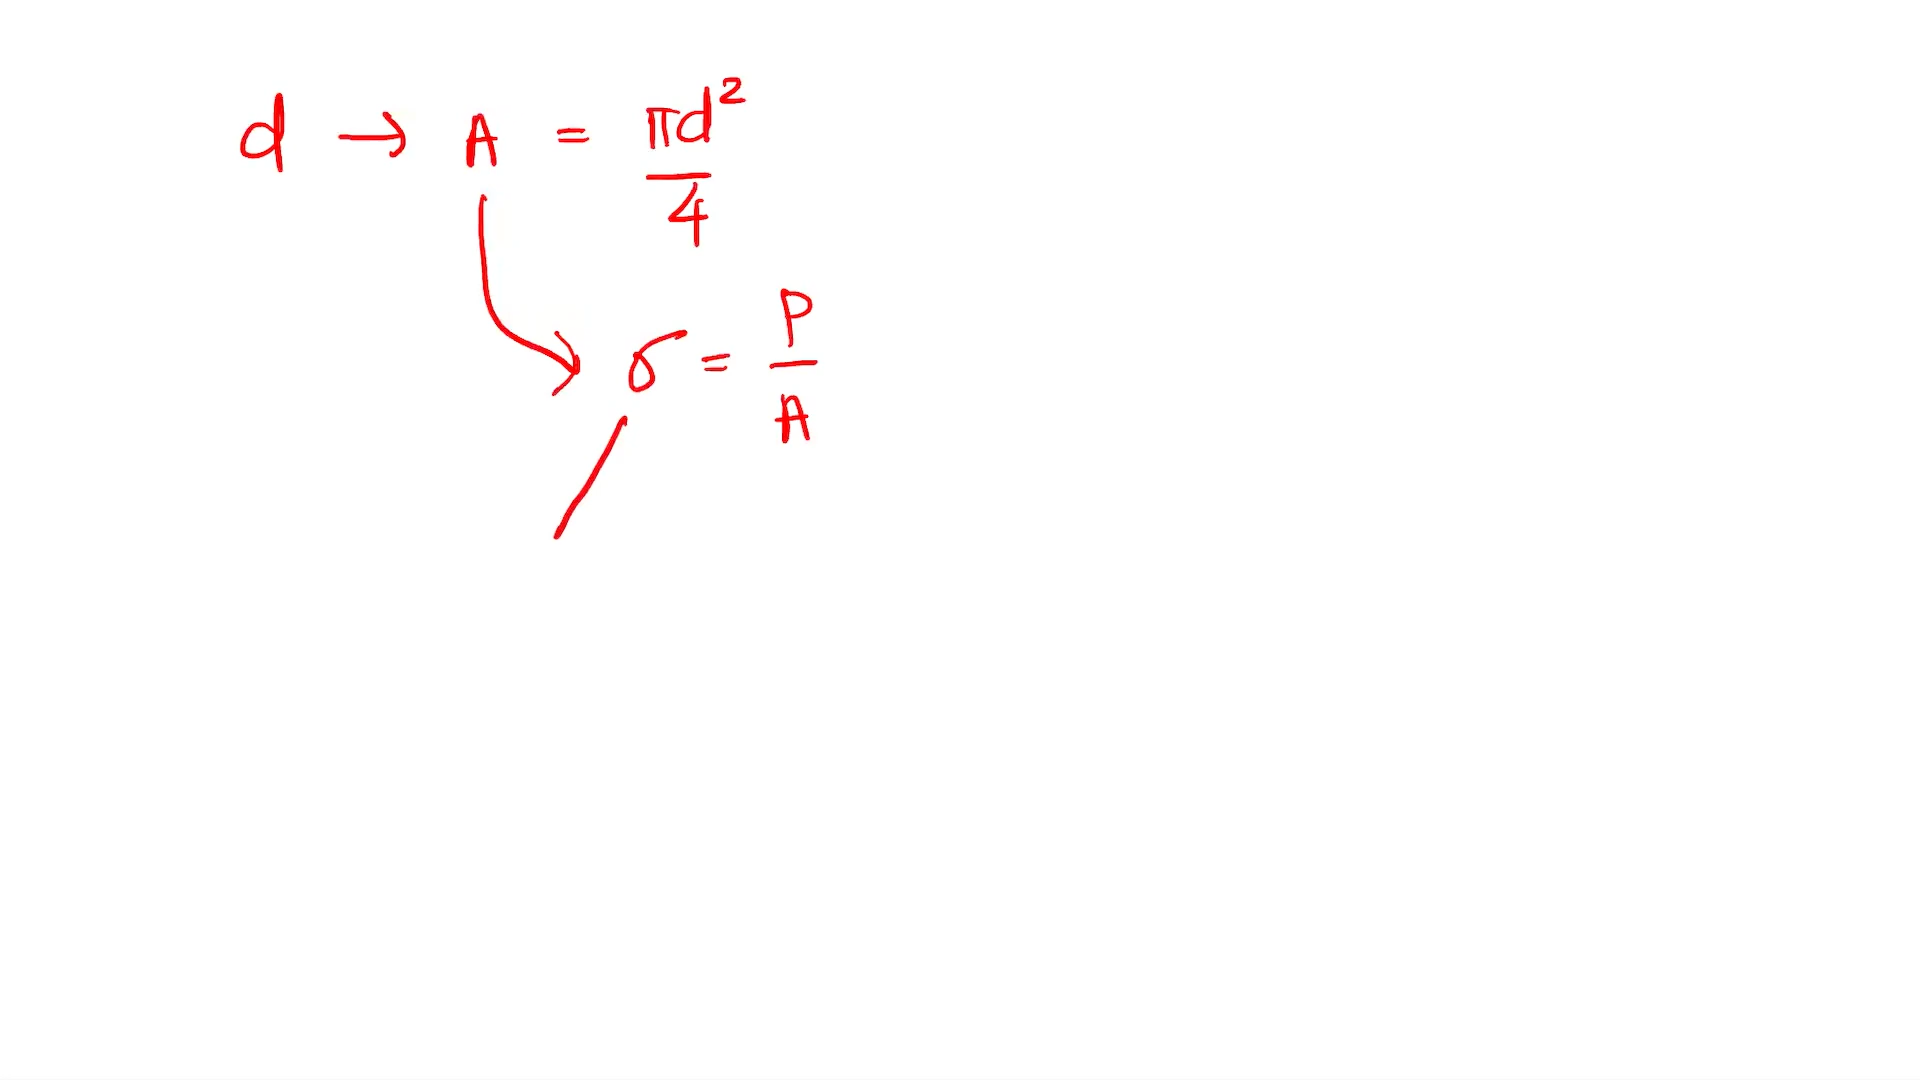 d → A = πd²/4
σ = P/A